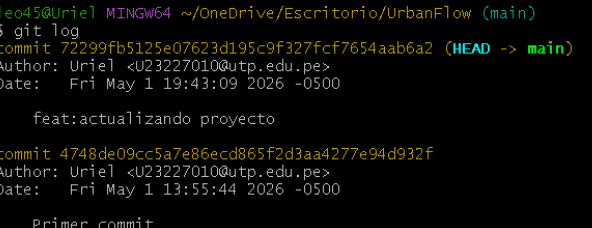 leo45@Uriel MINGW64 ~/OneDrive/Escritorio/UrbanFlow (main)
$ git log
commit 72299fb5125e07623d195c9f327fcf7654aab6a2 (HEAD -> main)
Author: Uriel <U23227010@utp.edu.pe>
Date: Fri May 1 19:43:09 2026 -0500
feat:actualizando proyecto
commit 4748de09cc5a7e86ecd865f2d3aa4277e94d932f
Author: Uriel <U23227010@utp.edu.pe>
Date: Fri May 1 13:55:44 2026 -0500
Primer commit